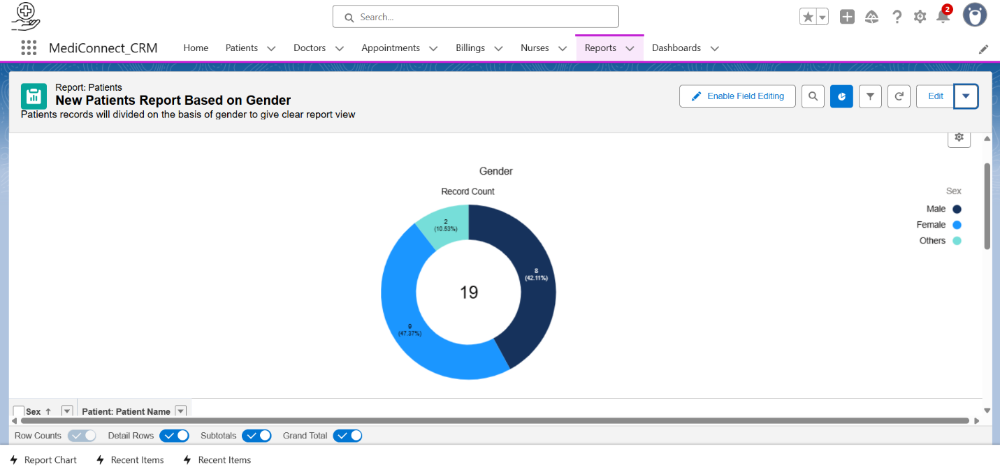 Search...
2
MediConnect_CRM
Home
Patients
Doctors
Appointments
Billings
Nurses
Reports
Dashboards
Report: Patients
New Patients Report Based on Gender
Patients records will divided on the basis of gender to give clear report view
Enable Field Editing
Edit
Gender
Record Count
Sex
Male
Female
Others
2
(10.53%)
8
(42.11%)
19
9
(47.37%)
Sex ↑
Patient: Patient Name
Row Counts
Detail Rows
Subtotals
Grand Total
Report Chart
Recent Items
Recent Items